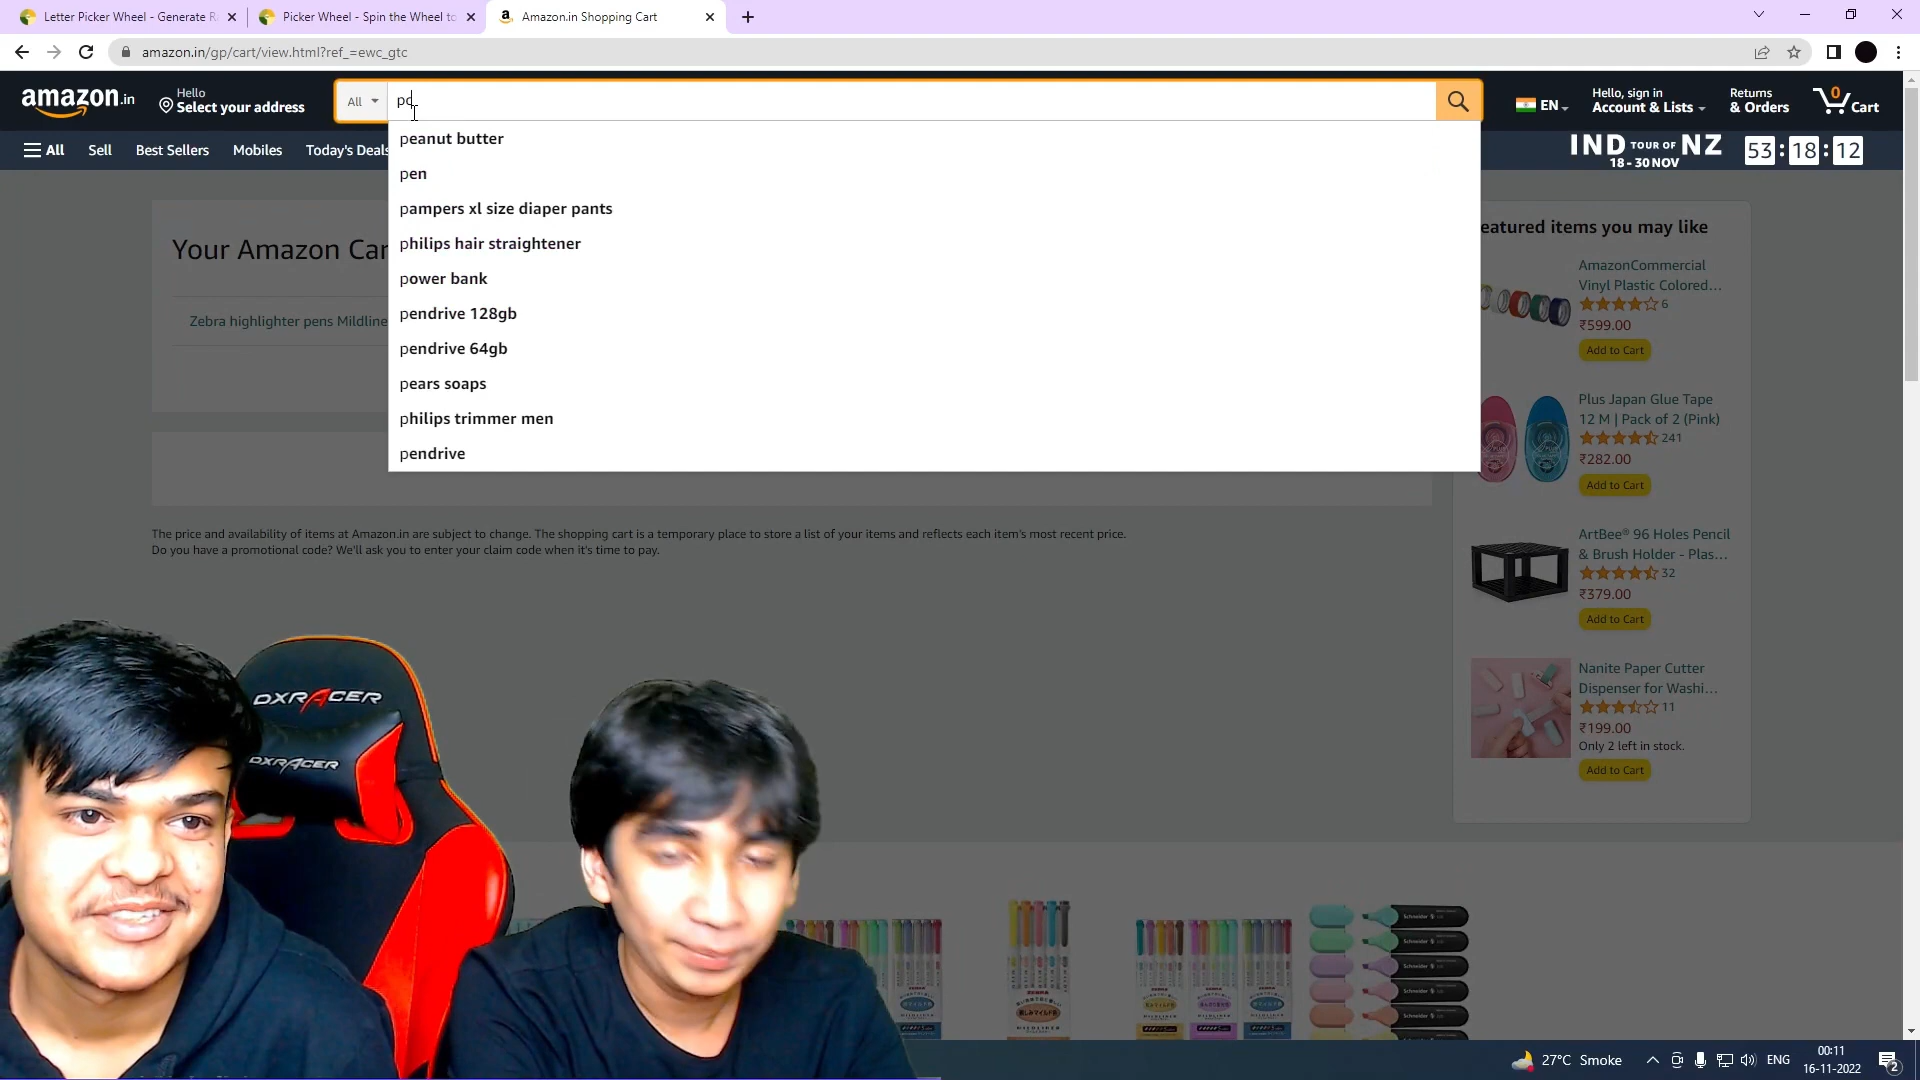 Letter Picker Wheel - Generate R
Picker Wheel - Spin the Wheel to
Amazon.in Shopping Cart
amazon.in/gp/cart/view.html?ref_=ewc_gtc
amazon.in
Hello
Select your address
All
pc
EN
Hello, sign in
Account & Lists
Returns
& Orders
0
Cart
All
Sell
Best Sellers
Mobiles
Today's Deals
IND TOUR OF NZ
18 - 30 NOV
53 : 18 : 12
peanut butter
pen
pampers xl size diaper pants
philips hair straightener
power bank
pendrive 128gb
pendrive 64gb
pears soaps
philips trimmer men
pendrive
Your Amazon Car
Zebra highlighter pens Mildline
The price and availability of items at Amazon.in are subject to change. The shopping cart is a temporary place to store a list of your items and reflects each item's most recent price.
Do you have a promotional code? We'll ask you to enter your claim code when it's time to pay.
eatured items you may like
AmazonCommercial
Vinyl Plastic Colored...
6
₹599.00
Add to Cart
Plus Japan Glue Tape
12 M | Pack of 2 (Pink)
241
₹282.00
Add to Cart
ArtBee® 96 Holes Pencil
& Brush Holder - Plas...
32
₹379.00
Add to Cart
Nanite Paper Cutter
Dispenser for Washi...
11
₹199.00
Only 2 left in stock.
Add to Cart
DXRACER
DXRACER
Schneider
Schneider
Schneider
27°C Smoke
ENG
00:11
16-11-2022
2